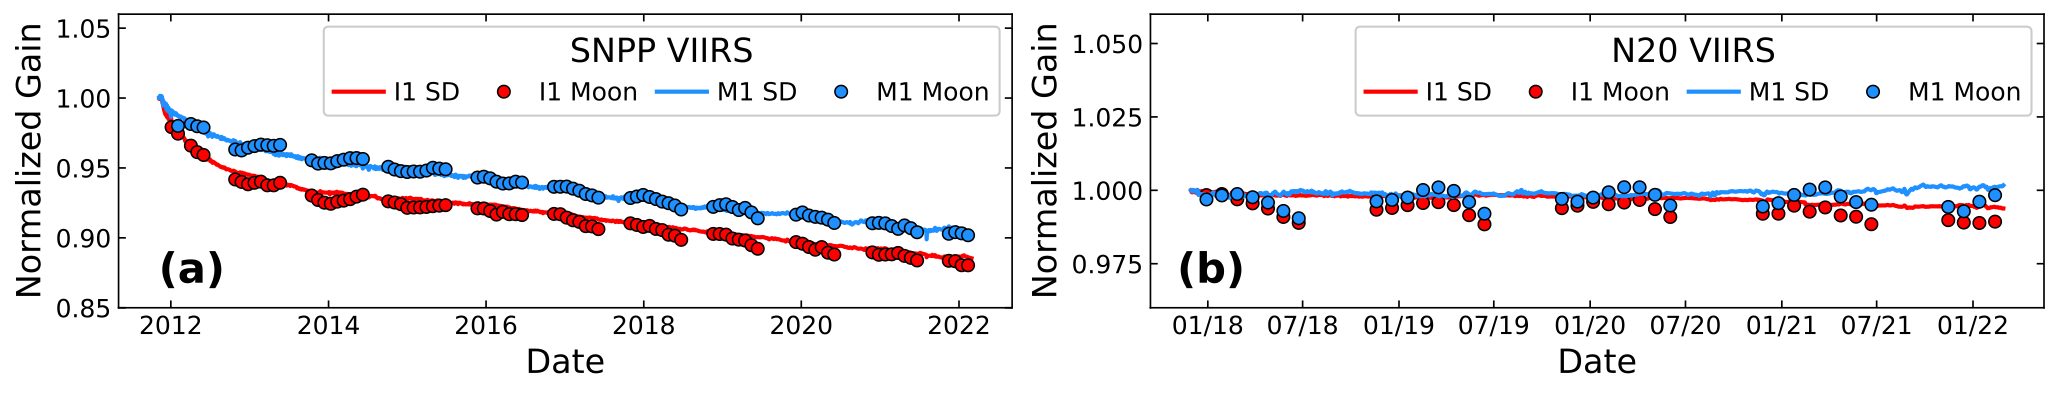 Normalized Gain
1.05
1.00
0.95
0.90
0.85
SNPP VIIRS
I1 SD I1 Moon M1 SD M1 Moon
(a)
2012 2014 2016 2018 2020 2022
Date
Normalized Gain
1.050
1.025
1.000
0.975
N20 VIIRS
I1 SD I1 Moon M1 SD M1 Moon
(b)
01/18 07/18 01/19 07/19 01/20 07/20 01/21 07/21 01/22
Date